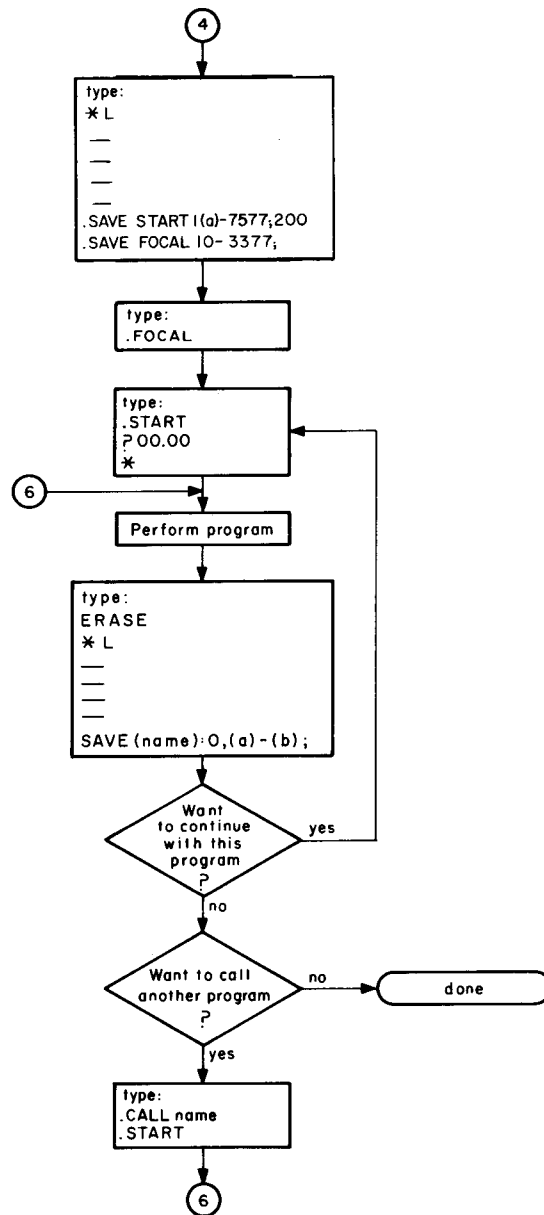 4
type:
* L
—
—
—
—
.SAVE START 1(a)-7577;200
.SAVE FOCAL 10-3377;
type:
.FOCAL
type:
.START
?00.00
*
6
Perform program
type:
ERASE
* L
—
—
—
—
SAVE (name):0,(a)-(b);
Want
to continue
with this
program
?
yes
no
Want to call
another program
?
no
done
yes
type:
.CALL name
.START
6